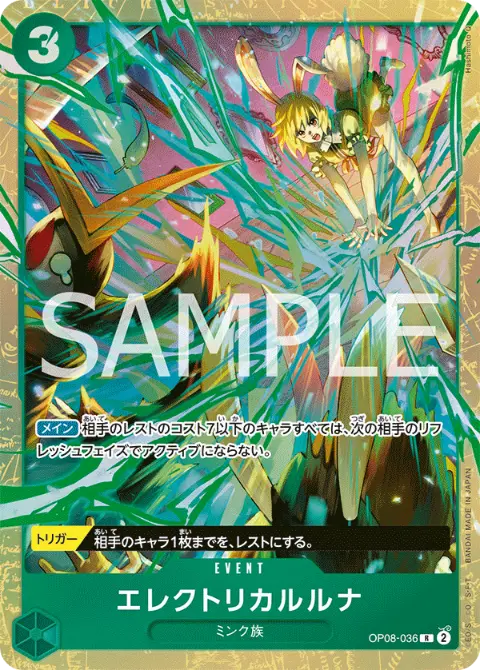 3
Hashimoto Q
SAMPLE
メイン 相手のレストのコスト7以下のキャラすべては、次の相手のリフ
レッシュフェイズでアクティブにならない。
トリガー 相手のキャラ1枚までを、レストにする。
EVENT
エレクトリカルルナ
ミンク族
OP08-036 R 2
BANDAI MADE IN JAPAN